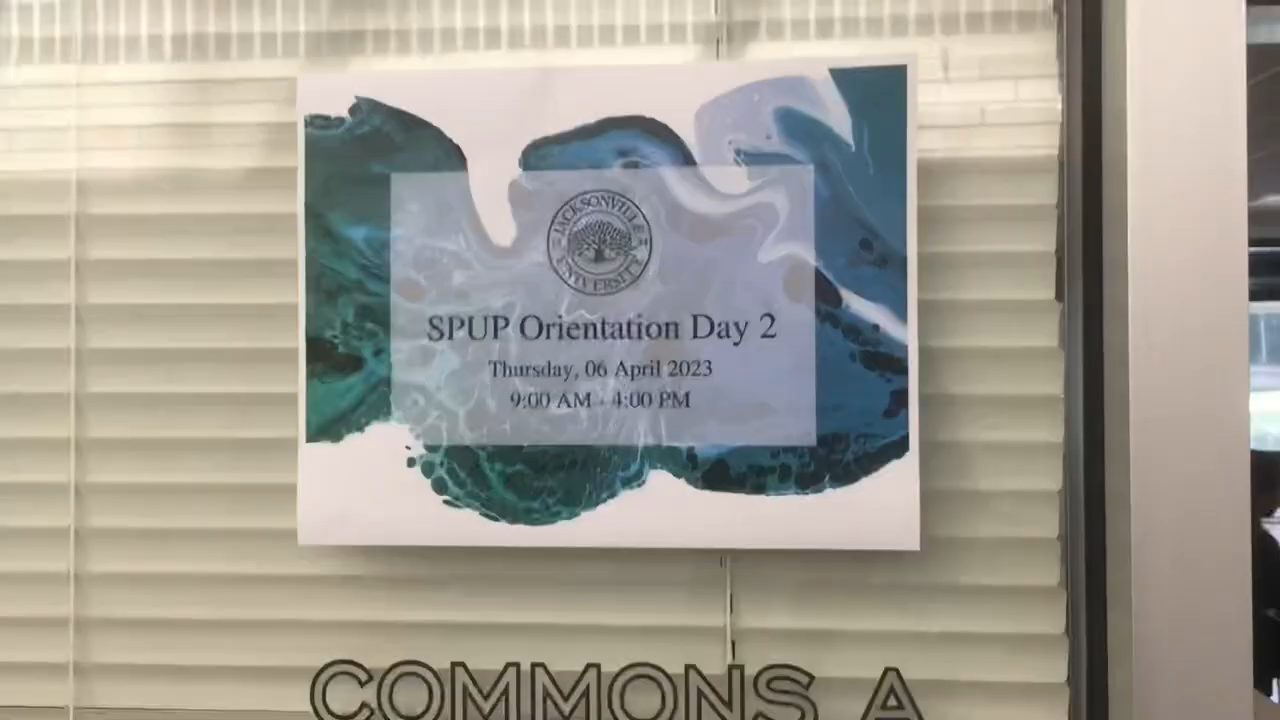 JACKSONVILLE
UNIVERSITY
SPUP Orientation Day 2
Thursday, 06 April 2023
9:00 AM - 4:00 PM
COMMONS A